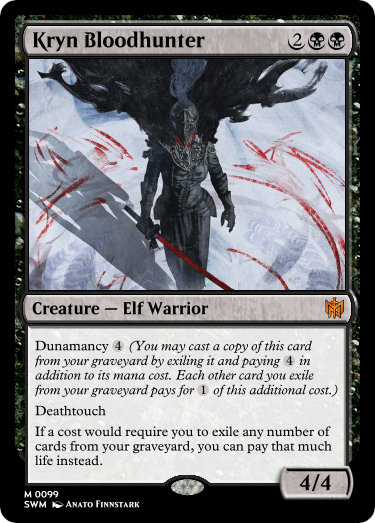 Kryn Bloodhunter 2
Creature — Elf Warrior
Dunamancy 4 (You may cast a copy of this card
from your graveyard by exiling it and paying 4 in
addition to its mana cost. Each other card you exile
from your graveyard pays for 1 of this additional cost.)
Deathtouch
If a cost would require you to exile any number of
cards from your graveyard, you can pay that much
life instead.
4/4
M 0099
SWM Anato Finnstark